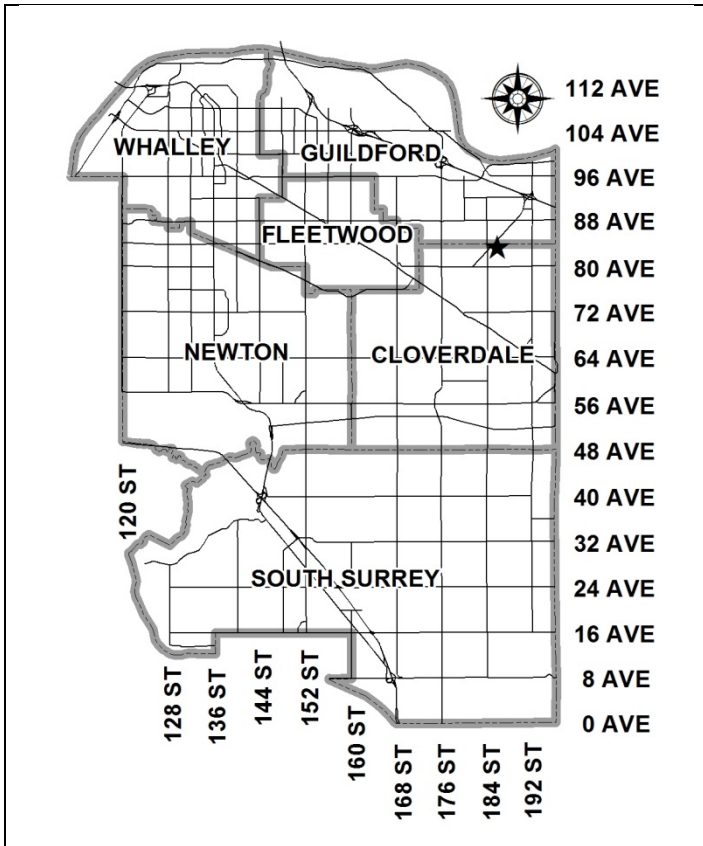 112 AVE
104 AVE
WHALLEY
GUILDFORD
96 AVE
88 AVE
FLEETWOOD
80 AVE
72 AVE
NEWTON
CLOVERDALE
64 AVE
56 AVE
48 AVE
120 ST
40 AVE
32 AVE
SOUTH SURREY
24 AVE
16 AVE
128 ST
136 ST
144 ST
152 ST
160 ST
168 ST
176 ST
184 ST
192 ST
8 AVE
0 AVE